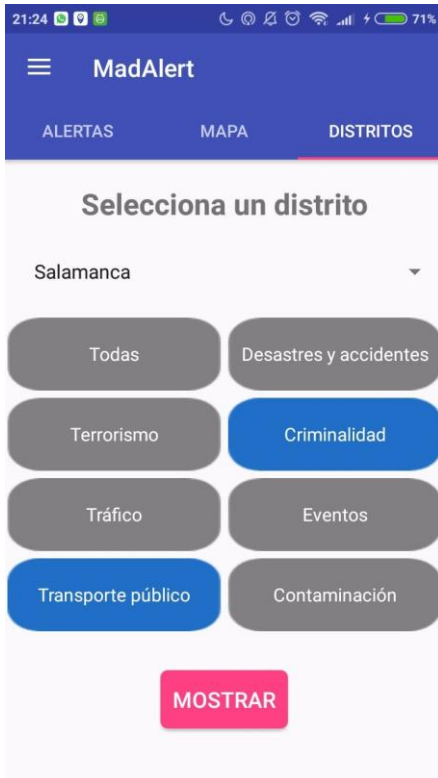 21:24 71%
MadAlert
ALERTAS MAPA DISTRITOS
Selecciona un distrito
Salamanca
Todas Desastres y accidentes
Terrorismo Criminalidad
Tráfico Eventos
Transporte público Contaminación
MOSTRAR